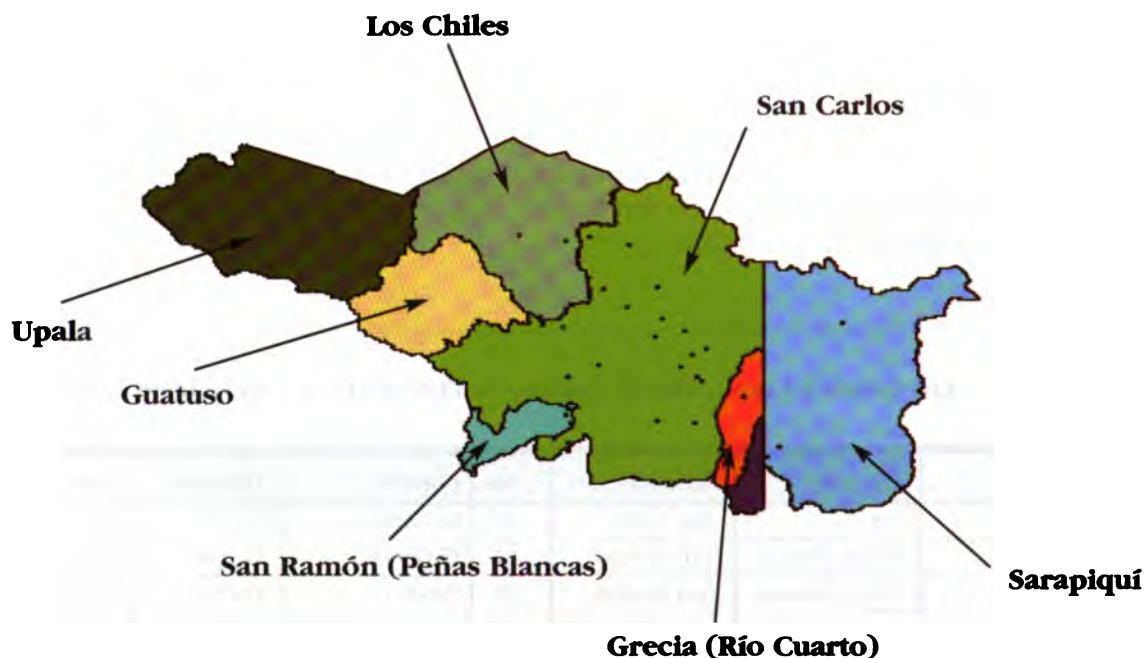 Los Chiles
San Carlos
Upala
Guatuso
San Ramón (Peñas Blancas)
Sarapiquí
Grecia (Río Cuarto)